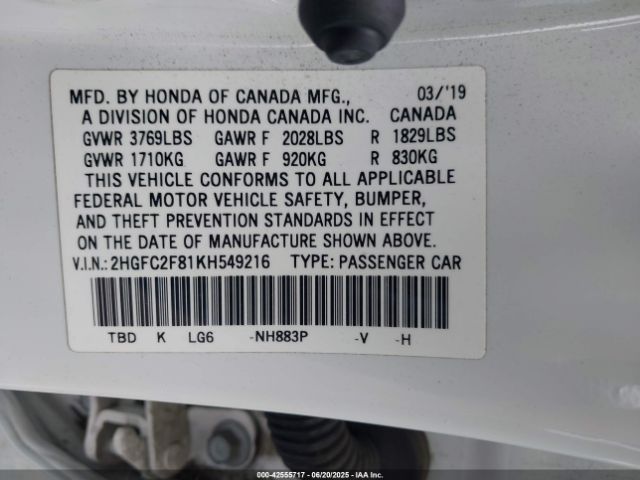 MFD. BY HONDA OF CANADA MFG., 03/'19
A DIVISION OF HONDA CANADA INC. CANADA
GVWR 3769LBS GAWR F 2028LBS R 1829LBS
GVWR 1710KG GAWR F 920KG R 830KG
THIS VEHICLE CONFORMS TO ALL APPLICABLE
FEDERAL MOTOR VEHICLE SAFETY, BUMPER,
AND THEFT PREVENTION STANDARDS IN EFFECT
ON THE DATE OF MANUFACTURE SHOWN ABOVE.
V.I.N.: 2HGFC2F81KH549216 TYPE: PASSENGER CAR
TBD K LG6 -NH883P -V -H
000-42555717 - 06/20/2025 - IAA Inc.